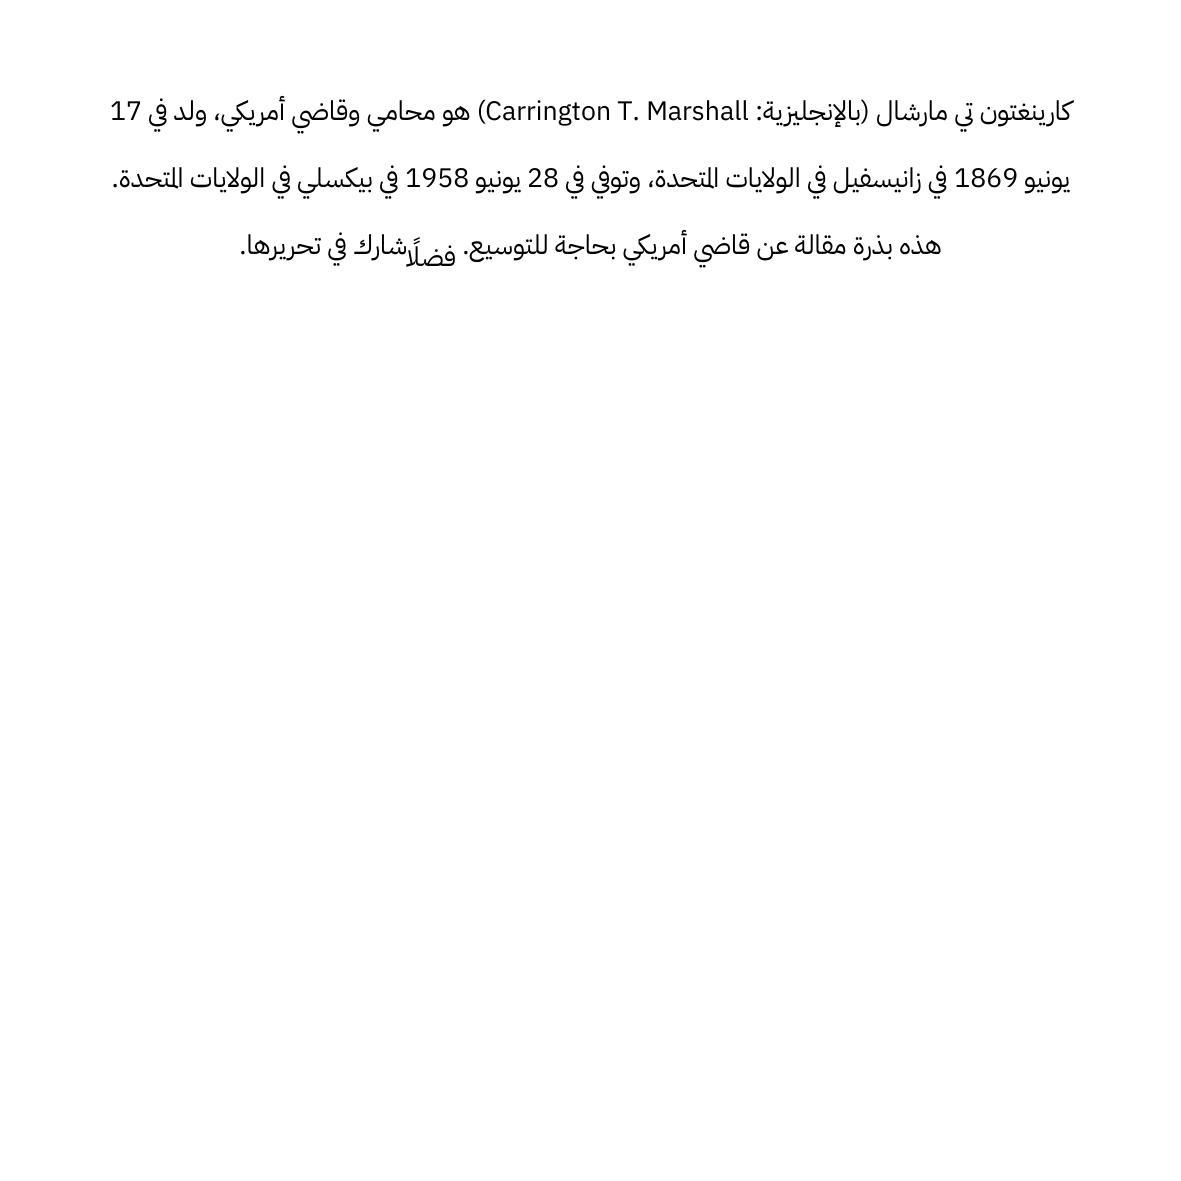 كارينغتون تي مارشال (بالإنجليزية: Carrington T. Marshall) هو محامي وقاضي أمريكي، ولد في 17
يونيو 1869 في زانيسفيل في الولايات المتحدة، وتوفي في 28 يونيو 1958 في بيكسلي في الولايات المتحدة.
هذه بذرة مقالة عن قاضي أمريكي بحاجة للتوسيع. فضلًا شارك في تحريرها.